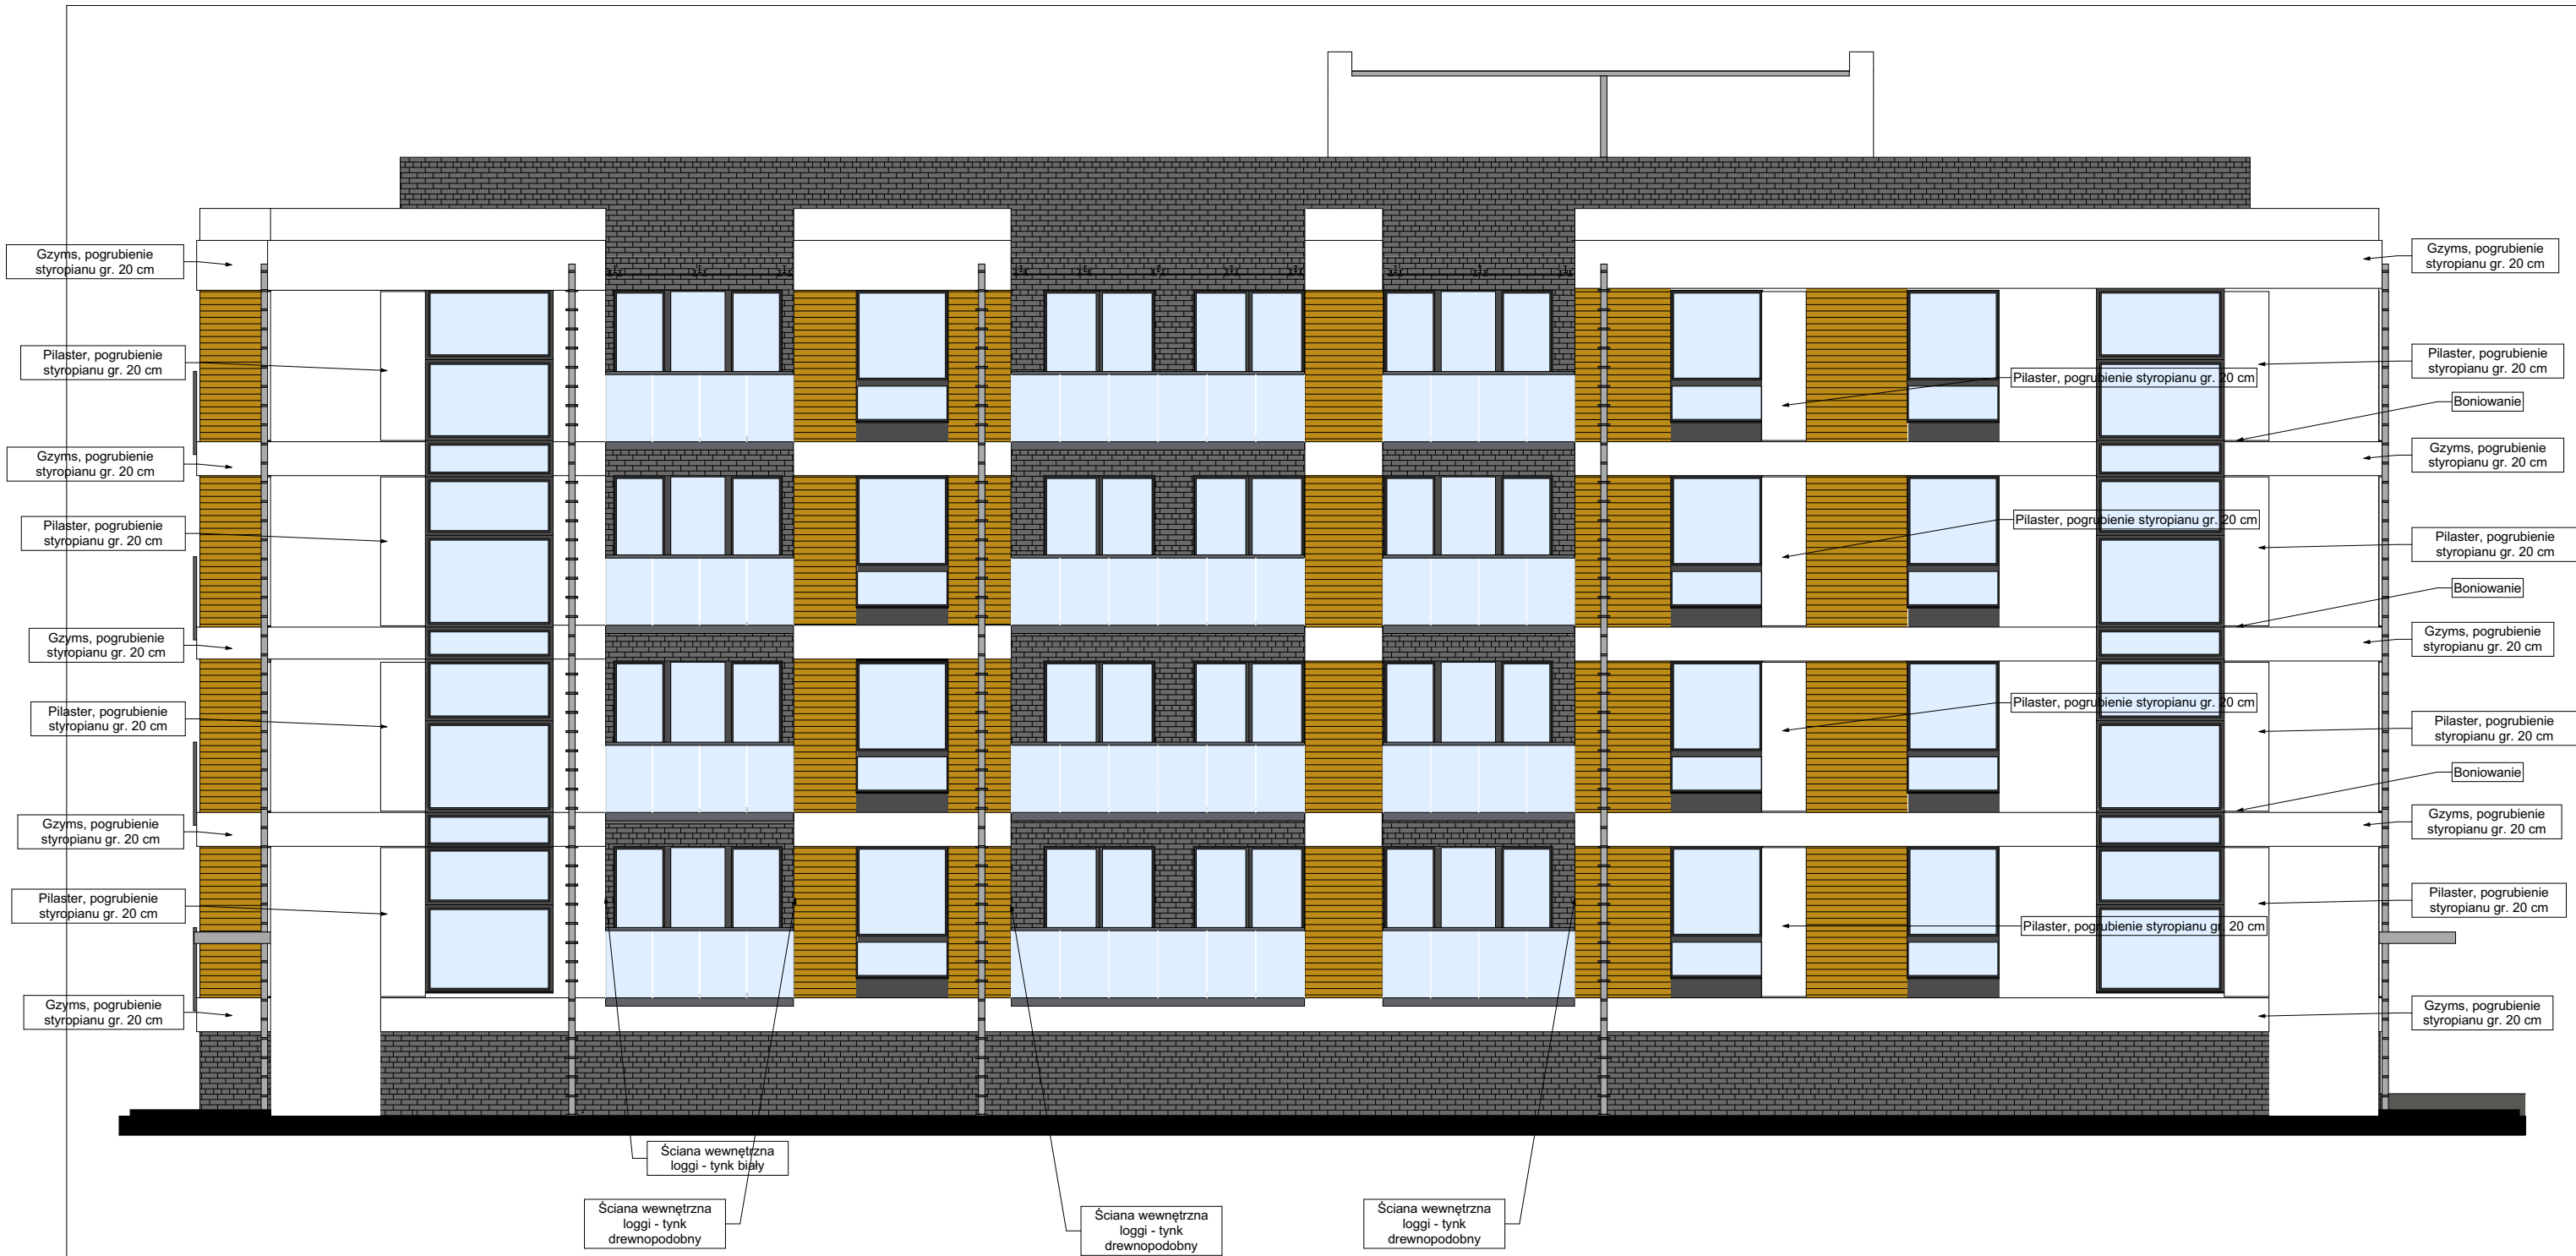 Gzyms, pogrubienie
styropianu gr. 20 cm
Pilaster, pogrubienie
styropianu gr. 20 cm
Gzyms, pogrubienie
styropianu gr. 20 cm
Pilaster, pogrubienie
styropianu gr. 20 cm
Gzyms, pogrubienie
styropianu gr. 20 cm
Pilaster, pogrubienie
styropianu gr. 20 cm
Gzyms, pogrubienie
styropianu gr. 20 cm
Pilaster, pogrubienie
styropianu gr. 20 cm
Gzyms, pogrubienie
styropianu gr. 20 cm
Pilaster, pogrubienie styropianu gr. 20 cm
Pilaster, pogrubienie styropianu gr. 20 cm
Pilaster, pogrubienie styropianu gr. 20 cm
Pilaster, pogrubienie styropianu gr. 20 cm
Gzyms, pogrubienie
styropianu gr. 20 cm
Pilaster, pogrubienie
styropianu gr. 20 cm
Boniowanie
Gzyms, pogrubienie
styropianu gr. 20 cm
Pilaster, pogrubienie
styropianu gr. 20 cm
Boniowanie
Gzyms, pogrubienie
styropianu gr. 20 cm
Pilaster, pogrubienie
styropianu gr. 20 cm
Boniowanie
Gzyms, pogrubienie
styropianu gr. 20 cm
Pilaster, pogrubienie
styropianu gr. 20 cm
Gzyms, pogrubienie
styropianu gr. 20 cm
Ściana wewnętrzna
loggi - tynk biały
Ściana wewnętrzna
loggi - tynk
drewnopodobny
Ściana wewnętrzna
loggi - tynk
drewnopodobny
Ściana wewnętrzna
loggi - tynk
drewnopodobny